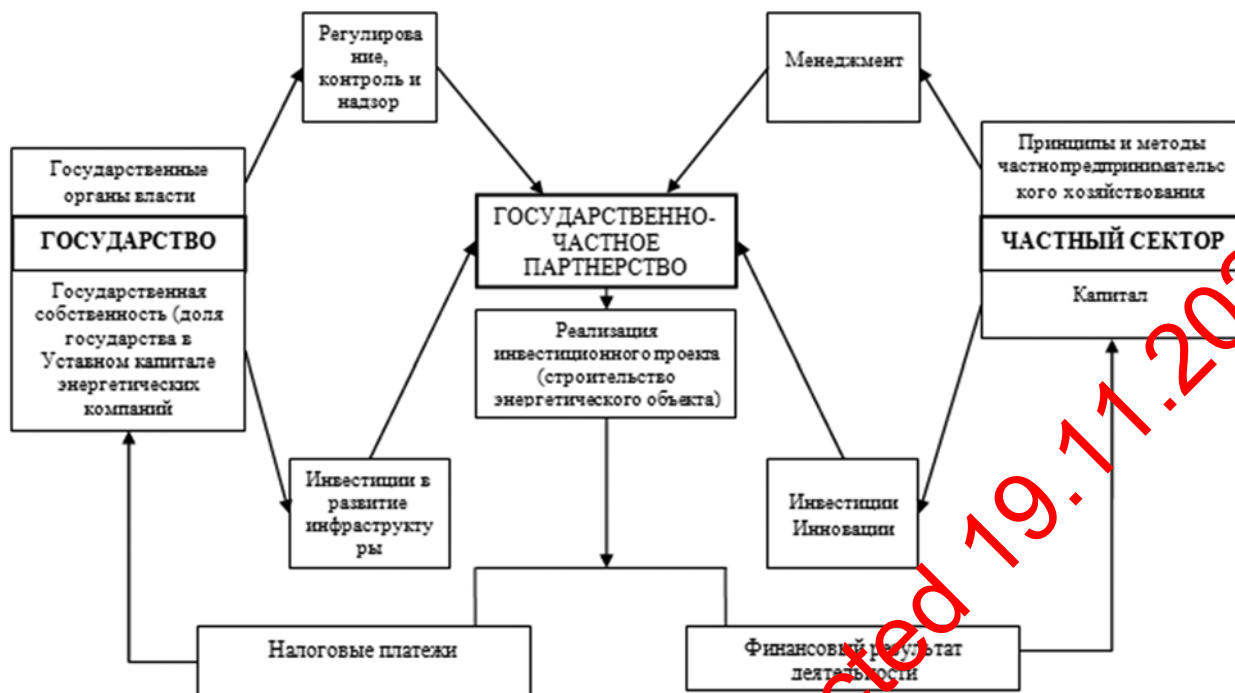 Регулирова
ние,
контроль и
надзор
Менеджмент
Государственные
органы власти
ГОСУДАРСТВО
Государственная
собственность (доля
государства в
Уставном капитале
энергетических
компаний
ГОСУДАРСТВЕННО-
ЧАСТНОЕ
ПАРТНЕРСТВО
Реализация
инвестиционного проекта
(строительство
энергетического объекта)
Принципы и методы
частнопредпринимательс
кого хозяйствования
ЧАСТНЫЙ СЕКТОР
Капитал
Инвестиции в
развитие
инфраструкту
ры
Инвестиции
Инновации
Налоговые платежи
Финансовый результат
деятельности
19.11.20